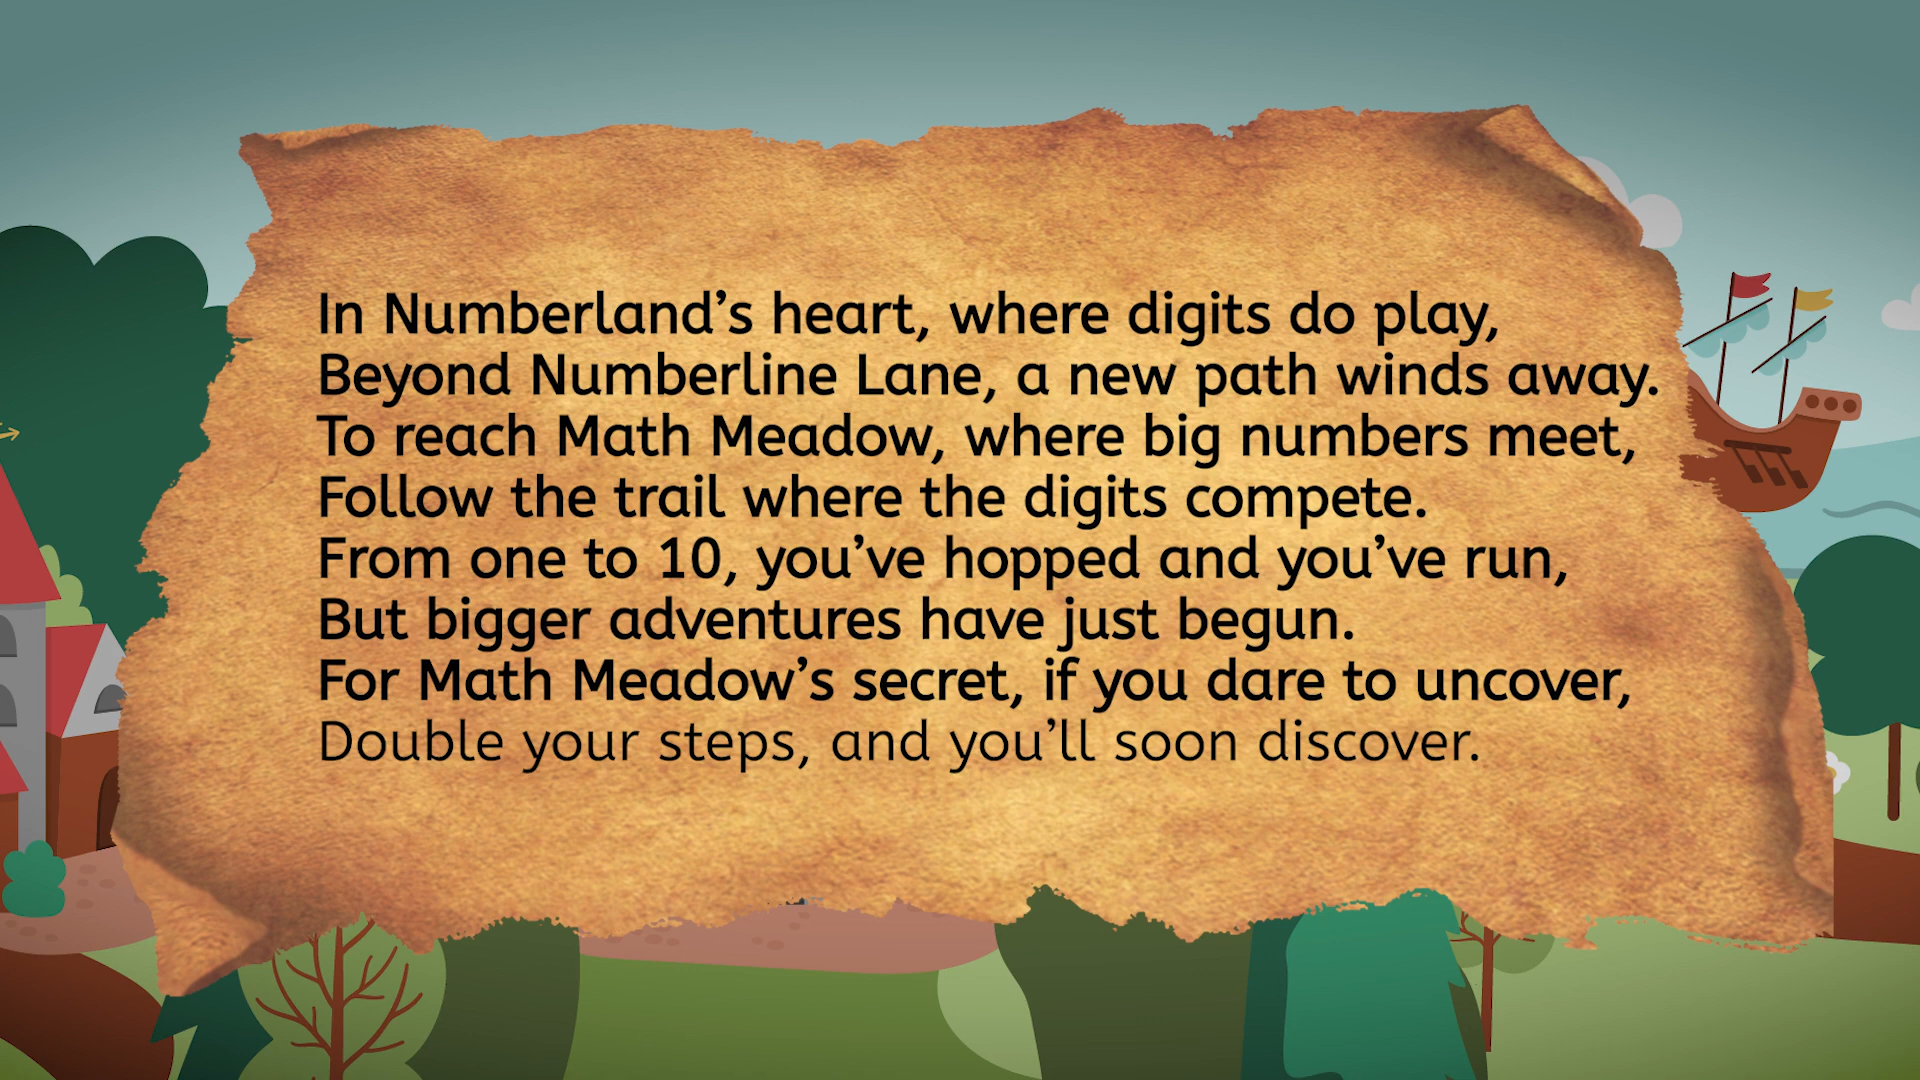 In Numberland’s heart, where digits do play,
Beyond Numberline Lane, a new path winds away.
To reach Math Meadow, where big numbers meet,
Follow the trail where the digits compete.
From one to 10, you’ve hopped and you’ve run,
But bigger adventures have just begun.
For Math Meadow’s secret, if you dare to uncover,
Double your steps, and you’ll soon discover.